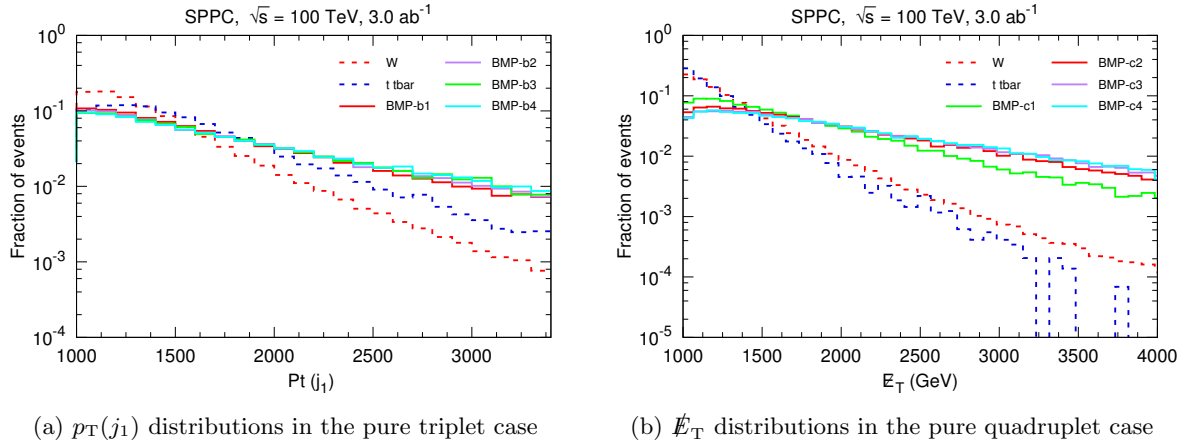 SPPC, √s = 100 TeV, 3.0 ab⁻¹
10⁰
10⁻¹
10⁻²
10⁻³
10⁻⁴
Fraction of events
W
t tbar
BMP-b1
BMP-b2
BMP-b3
BMP-b4
1000 1500 2000 2500 3000
Pt (j₁)
(a) p_T(j₁) distributions in the pure triplet case
SPPC, √s = 100 TeV, 3.0 ab⁻¹
10⁰
10⁻¹
10⁻²
10⁻³
10⁻⁴
10⁻⁵
Fraction of events
W
t tbar
BMP-c1
BMP-c2
BMP-c3
BMP-c4
1000 1500 2000 2500 3000 3500 4000
E̸_T (GeV)
(b) E̸_T distributions in the pure quadruplet case